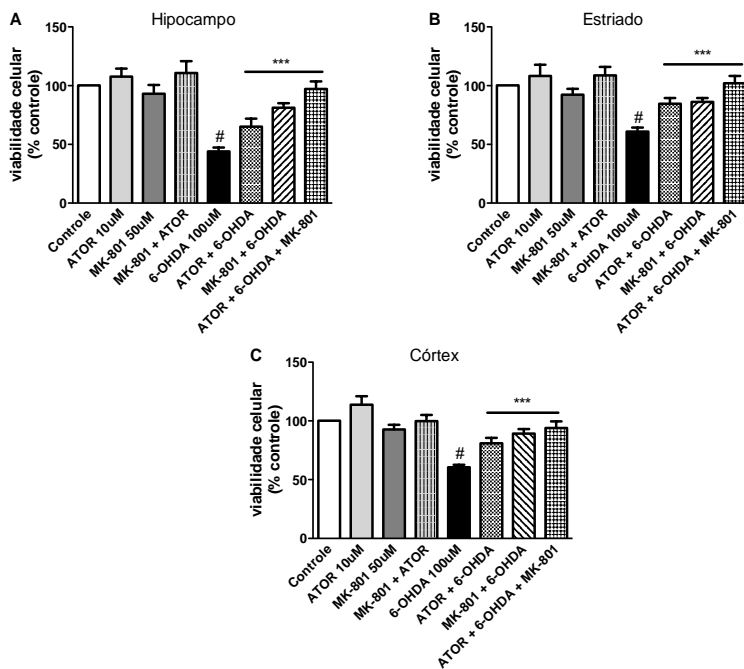 A
Hipocampo
viabilidade celular
(% controle)
150
100
50
0
#
***
Controle
ATOR 10uM
MK-801 50uM
MK-801 + ATOR
6-OHDA 100uM
ATOR + 6-OHDA
MK-801 + 6-OHDA
ATOR + 6-OHDA + MK-801
B
Estriado
viabilidade celular
(% controle)
150
100
50
0
#
***
Controle
ATOR 10uM
MK-801 50uM
MK-801 + ATOR
6-OHDA 100uM
ATOR + 6-OHDA
MK-801 + 6-OHDA
ATOR + 6-OHDA + MK-801
C
Córtex
viabilidade celular
(% controle)
150
100
50
0
#
***
Controle
ATOR 10uM
MK-801 50uM
MK-801 + ATOR
6-OHDA 100uM
ATOR + 6-OHDA
MK-801 + 6-OHDA
ATOR + 6-OHDA + MK-801